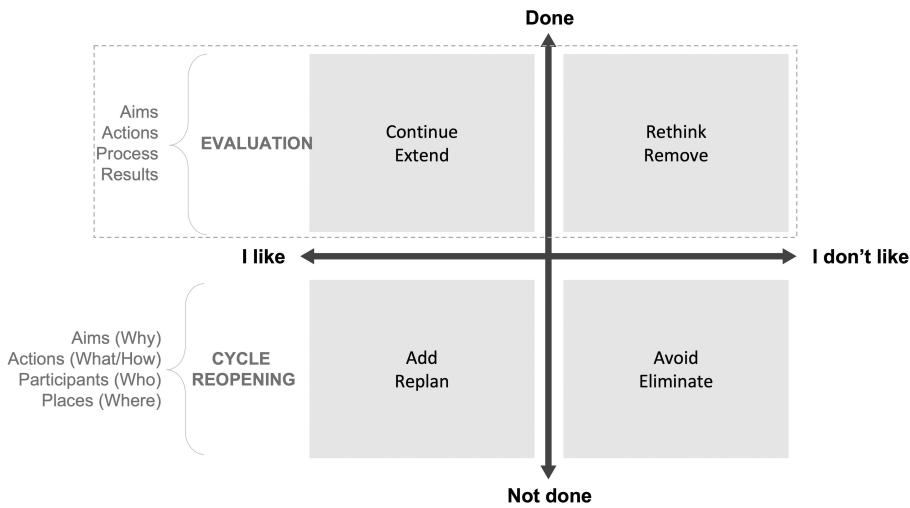 Done
Aims
Actions
Process
Results
EVALUATION
Continue
Extend
Rethink
Remove
I like
I don't like
Aims (Why)
Actions (What/How)
Participants (Who)
Places (Where)
CYCLE
REOPENING
Add
Replan
Avoid
Eliminate
Not done